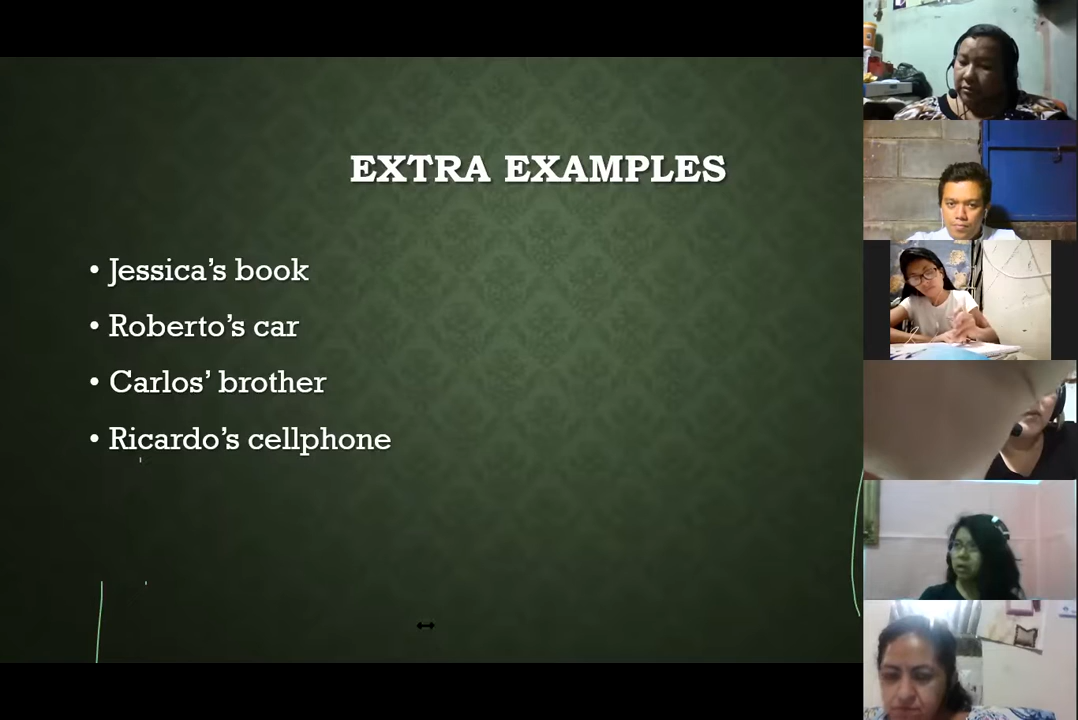 EXTRA EXAMPLES
• Jessica’s book
• Roberto’s car
• Carlos’ brother
• Ricardo’s cellphone